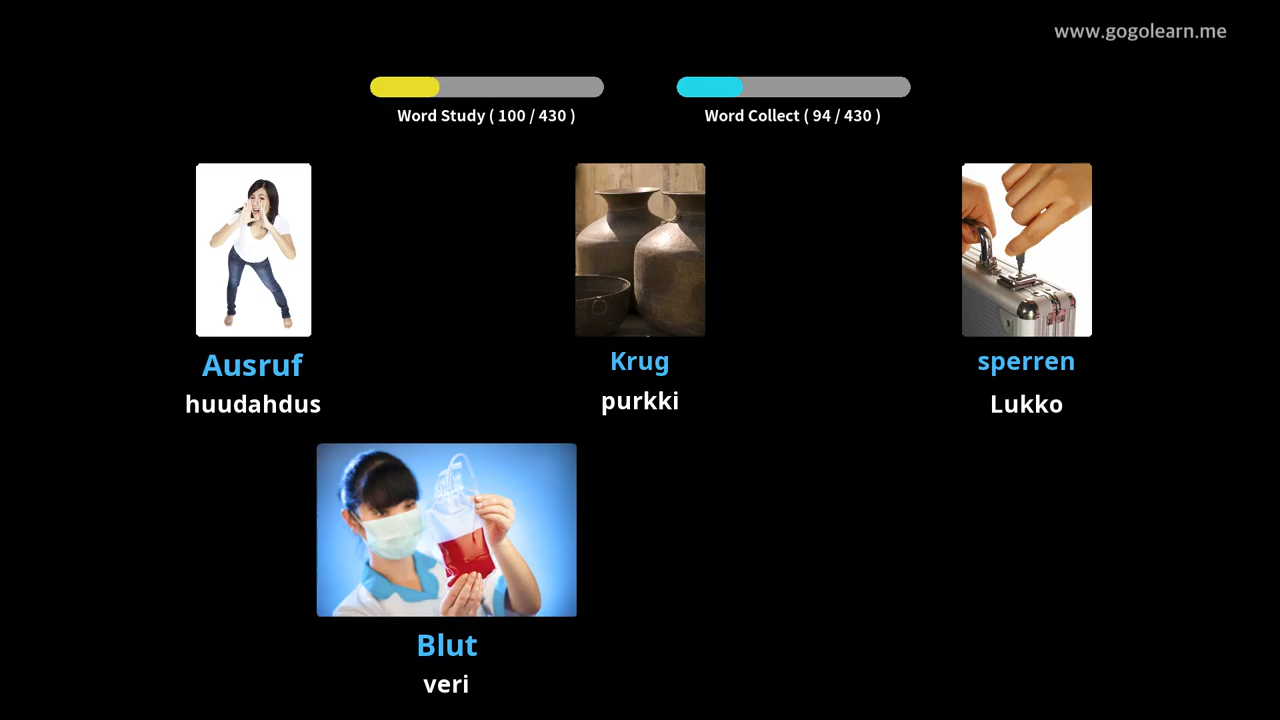 www.gogolearn.me
Word Study ( 100 / 430 )
Word Collect ( 94 / 430 )
Ausruf
huudahdus
Krug
purkki
sperren
Lukko
Blut
veri